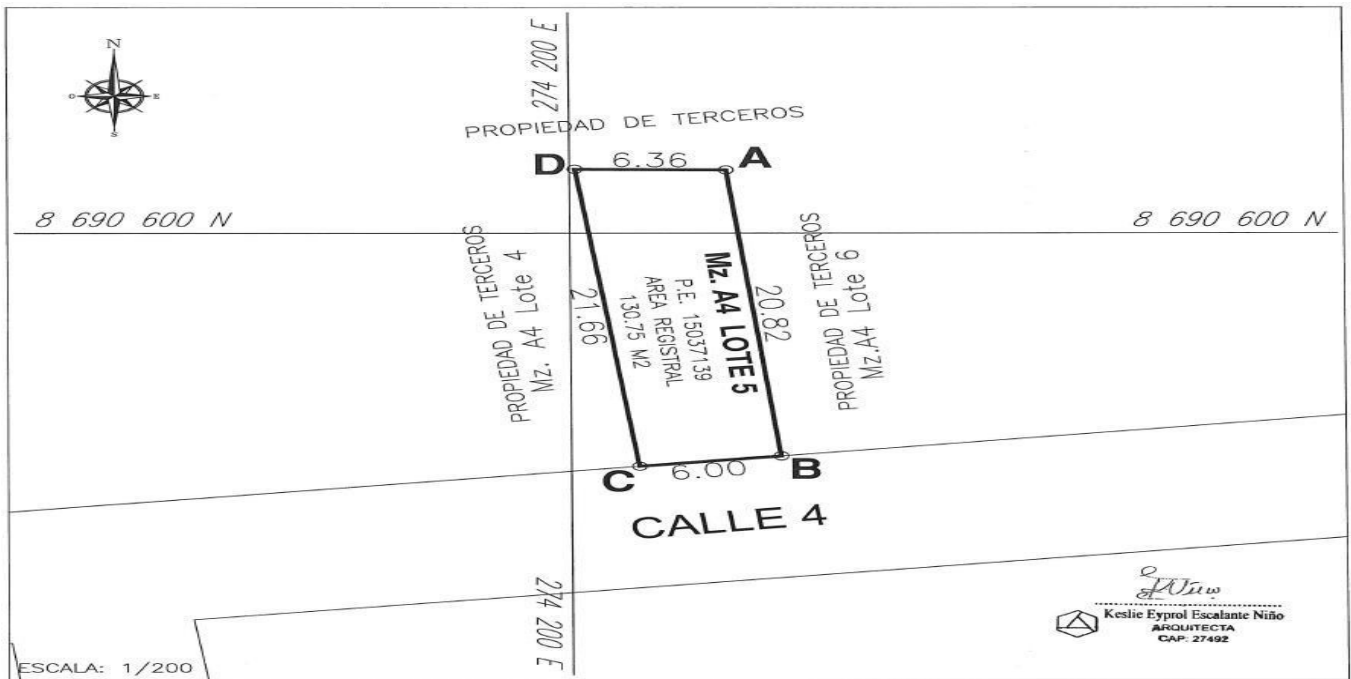 N
O
E
S
274 200 E
PROPIEDAD DE TERCEROS
D
6.36
A
8 690 600 N
8 690 600 N
PROPIEDAD DE TERCEROS
Mz. A4 Lote 4
21.66
Mz. A4 LOTE 5
P.E. 15037139
AREA REGISTRAL
130.75 M2
20.82
PROPIEDAD DE TERCEROS
Mz.A4 Lote 6
C
6.00
B
CALLE 4
274 200 E
ESCALA: 1/200
Keslie Eyprol Escalante Niño
ARQUITECTA
CAP: 27492